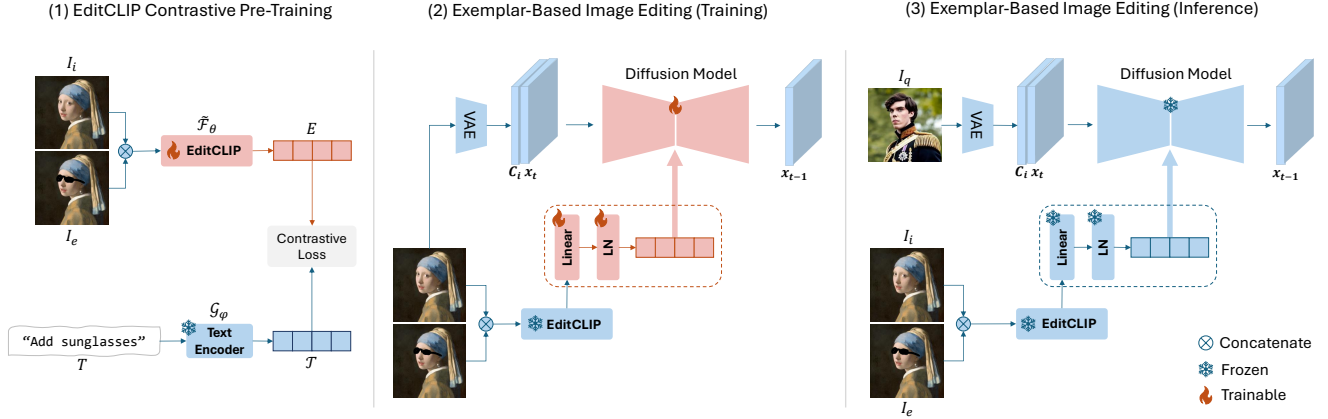 (1) EditCLIP Contrastive Pre-Training
I_i
I_e
\tilde{ℱ}_θ
EditCLIP
E
Contrastive
Loss
𝒢_φ
Text
Encoder
“Add sunglasses”
T
𝒯
(2) Exemplar-Based Image Editing (Training)
VAE
C_i x_t
Diffusion Model
x_{t-1}
Linear
LN
EditCLIP
(3) Exemplar-Based Image Editing (Inference)
I_q
VAE
C_i x_t
Diffusion Model
x_{t-1}
Linear
LN
I_i
EditCLIP
I_e
Concatenate
Frozen
Trainable